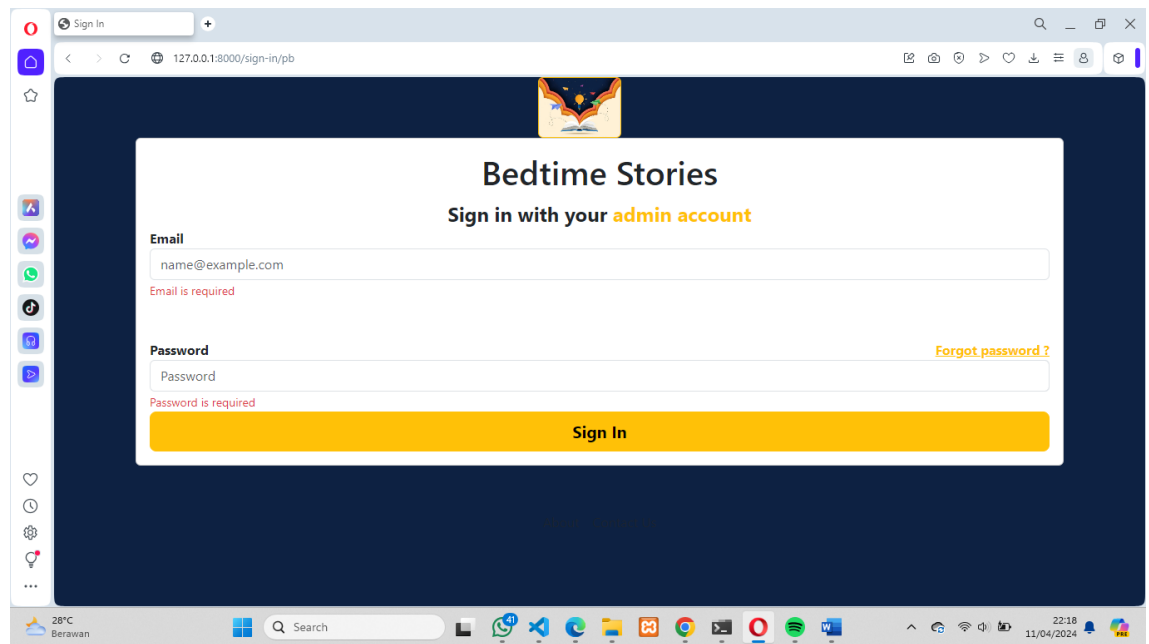 Sign In
127.0.0.1:8000/sign-in/pb
Bedtime Stories
Sign in with your admin account
Email
name@example.com
Email is required
Password Forgot password ?
Password
Password is required
Sign In
28°C
Berawan
Search
41
22:18
11/04/2024
PRE